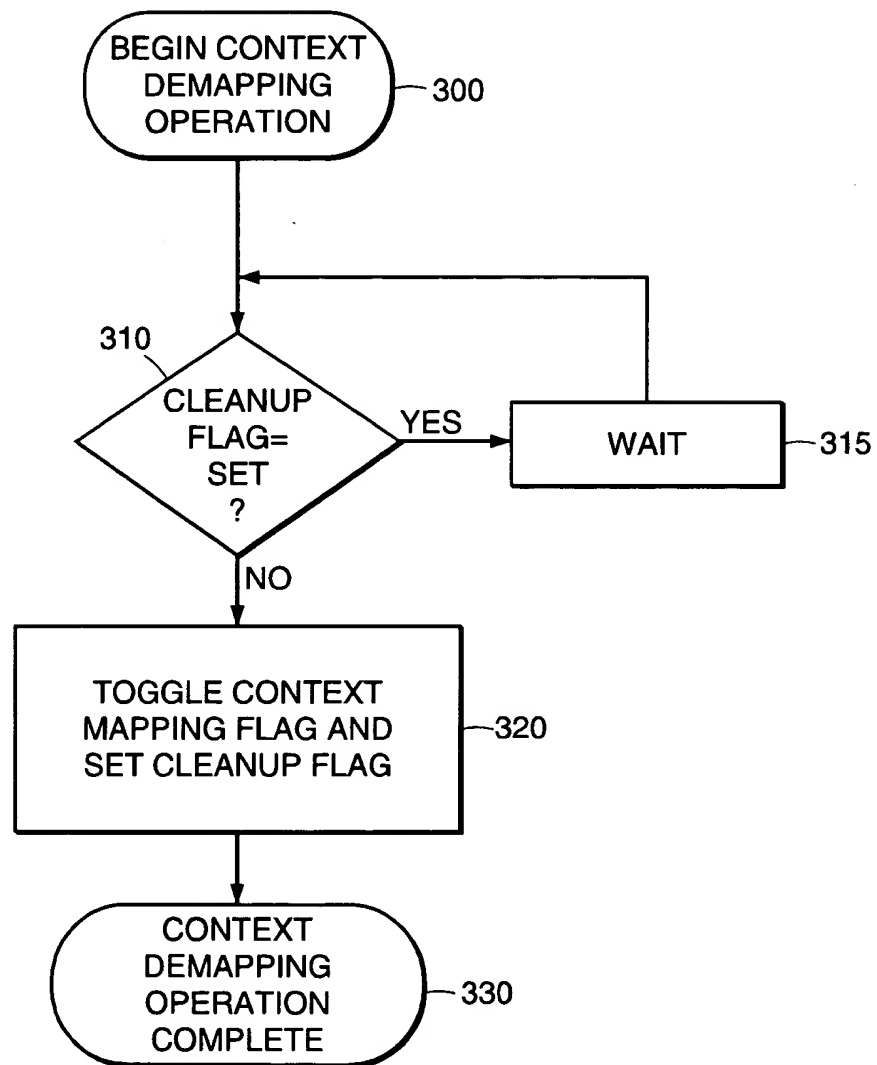 BEGIN CONTEXT
DEMAPPING
OPERATION
300
310
CLEANUP
FLAG=
SET
?
YES
WAIT
315
NO
TOGGLE CONTEXT
MAPPING FLAG AND
SET CLEANUP FLAG
320
CONTEXT
DEMAPPING
OPERATION
COMPLETE
330